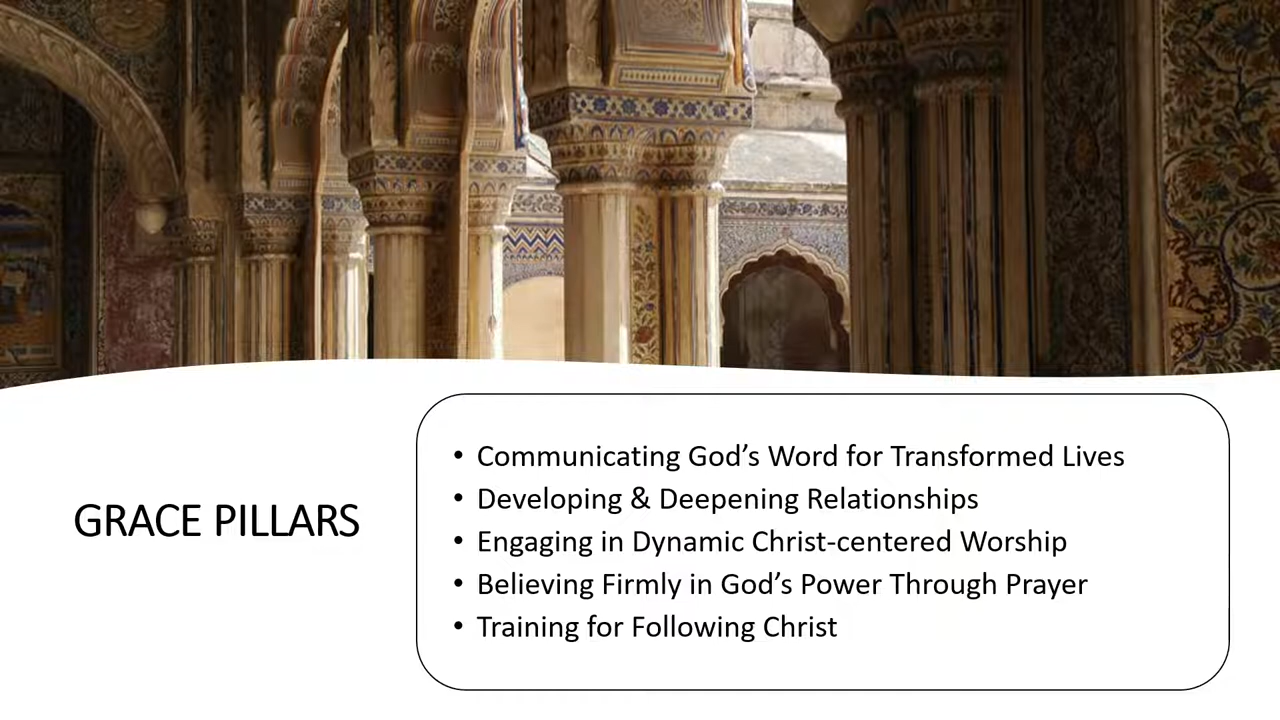 GRACE PILLARS
• Communicating God’s Word for Transformed Lives
• Developing & Deepening Relationships
• Engaging in Dynamic Christ-centered Worship
• Believing Firmly in God’s Power Through Prayer
• Training for Following Christ